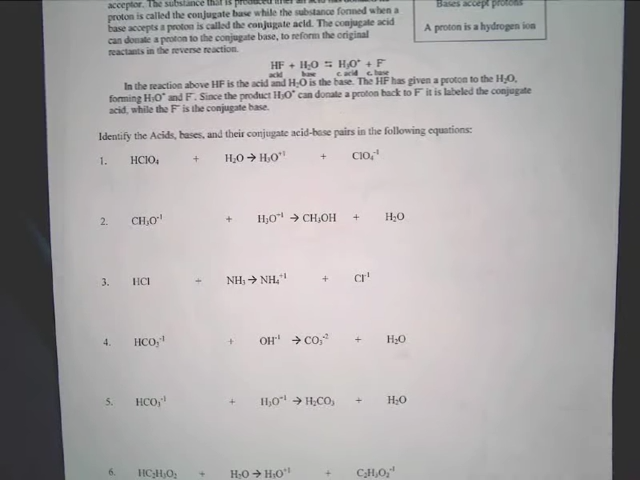 acceptor. The substance that is produced after an acid has donated its
proton is called the conjugate base while the substance formed when a
base accepts a proton is called the conjugate acid. The conjugate acid
can donate a proton to the conjugate base, to reform the original
reactants in the reverse reaction.
Bases accept protons
A proton is a hydrogen ion
HF + H₂O ⇆ H₃O⁺ + F⁻
acid base c. acid c. base
In the reaction above HF is the acid and H₂O is the base. The HF has given a proton to the H₂O,
forming H₃O⁺ and F⁻. Since the product H₃O⁺ can donate a proton back to F⁻ it is labeled the conjugate
acid, while the F⁻ is the conjugate base.
Identify the Acids, bases, and their conjugate acid-base pairs in the following equations:
1. HClO₄ + H₂O → H₃O⁺¹ + ClO₄⁻¹
2. CH₃O⁻¹ + H₃O⁺¹ → CH₃OH + H₂O
3. HCl + NH₃ → NH₄⁺¹ + Cl⁻¹
4. HCO₃⁻¹ + OH⁻¹ → CO₃⁻² + H₂O
5. HCO₃⁻¹ + H₃O⁺¹ → H₂CO₃ + H₂O
6. HC₂H₃O₂ + H₂O → H₃O⁺¹ + C₂H₃O₂⁻¹